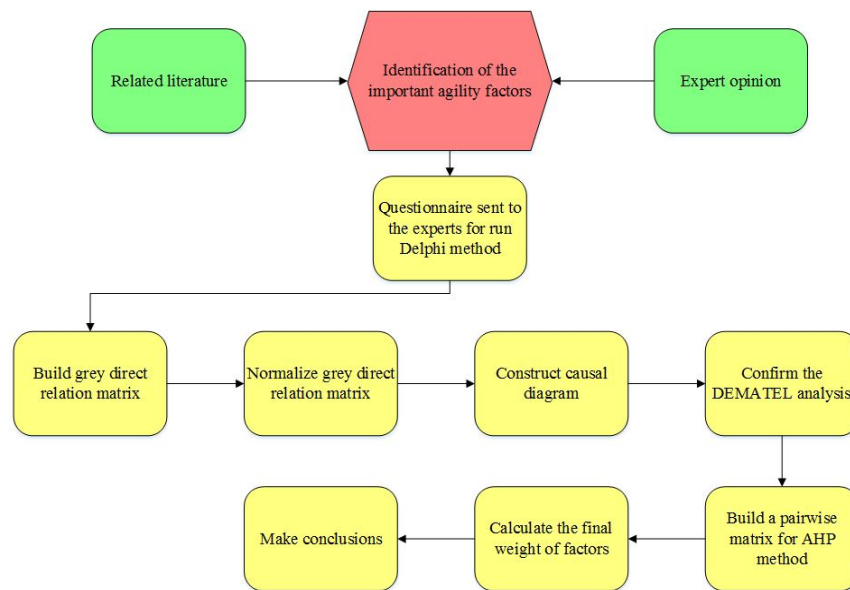 Related literature
Identification of the
important agility factors
Expert opinion
Questionnaire sent to
the experts for run
Delphi method
Build grey direct
relation matrix
Normalize grey direct
relation matrix
Construct causal
diagram
Confirm the
DEMATEL analysis
Build a pairwise
matrix for AHP
method
Calculate the final
weight of factors
Make conclusions